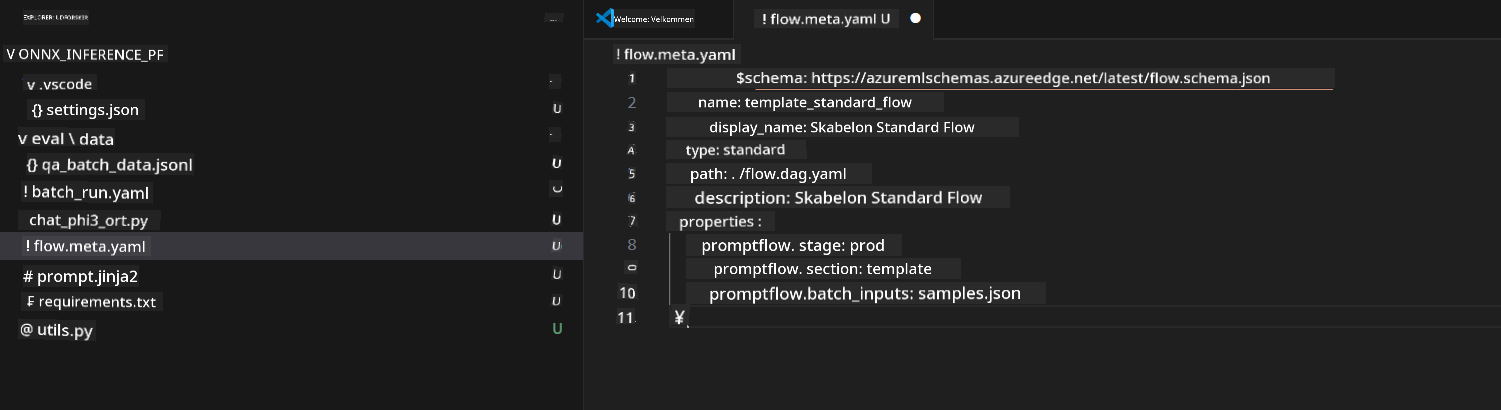 EXPLORER: UDFORSKER
...
V ONNX_INFERENCE_PF
v .vscode
{} settings.json U
v eval \ data
{} qa_batch_data.jsonl U
! batch_run.yaml
chat_phi3_ort.py U
! flow.meta.yaml U
# prompt.jinja2 U
requirements.txt U
@ utils.py U
Welcome: Velkommen
! flow.meta.yaml U
! flow.meta.yaml
1 $schema: https://azuremlschemas.azureedge.net/latest/flow.schema.json
2 name: template_standard_flow
3 display_name: Skabelon Standard Flow
type: standard
5 path: . /flow.dag.yaml
6 description: Skabelon Standard Flow
7 properties :
8 promptflow. stage: prod
promptflow. section: template
10 promptflow.batch_inputs: samples.json
11. ¥